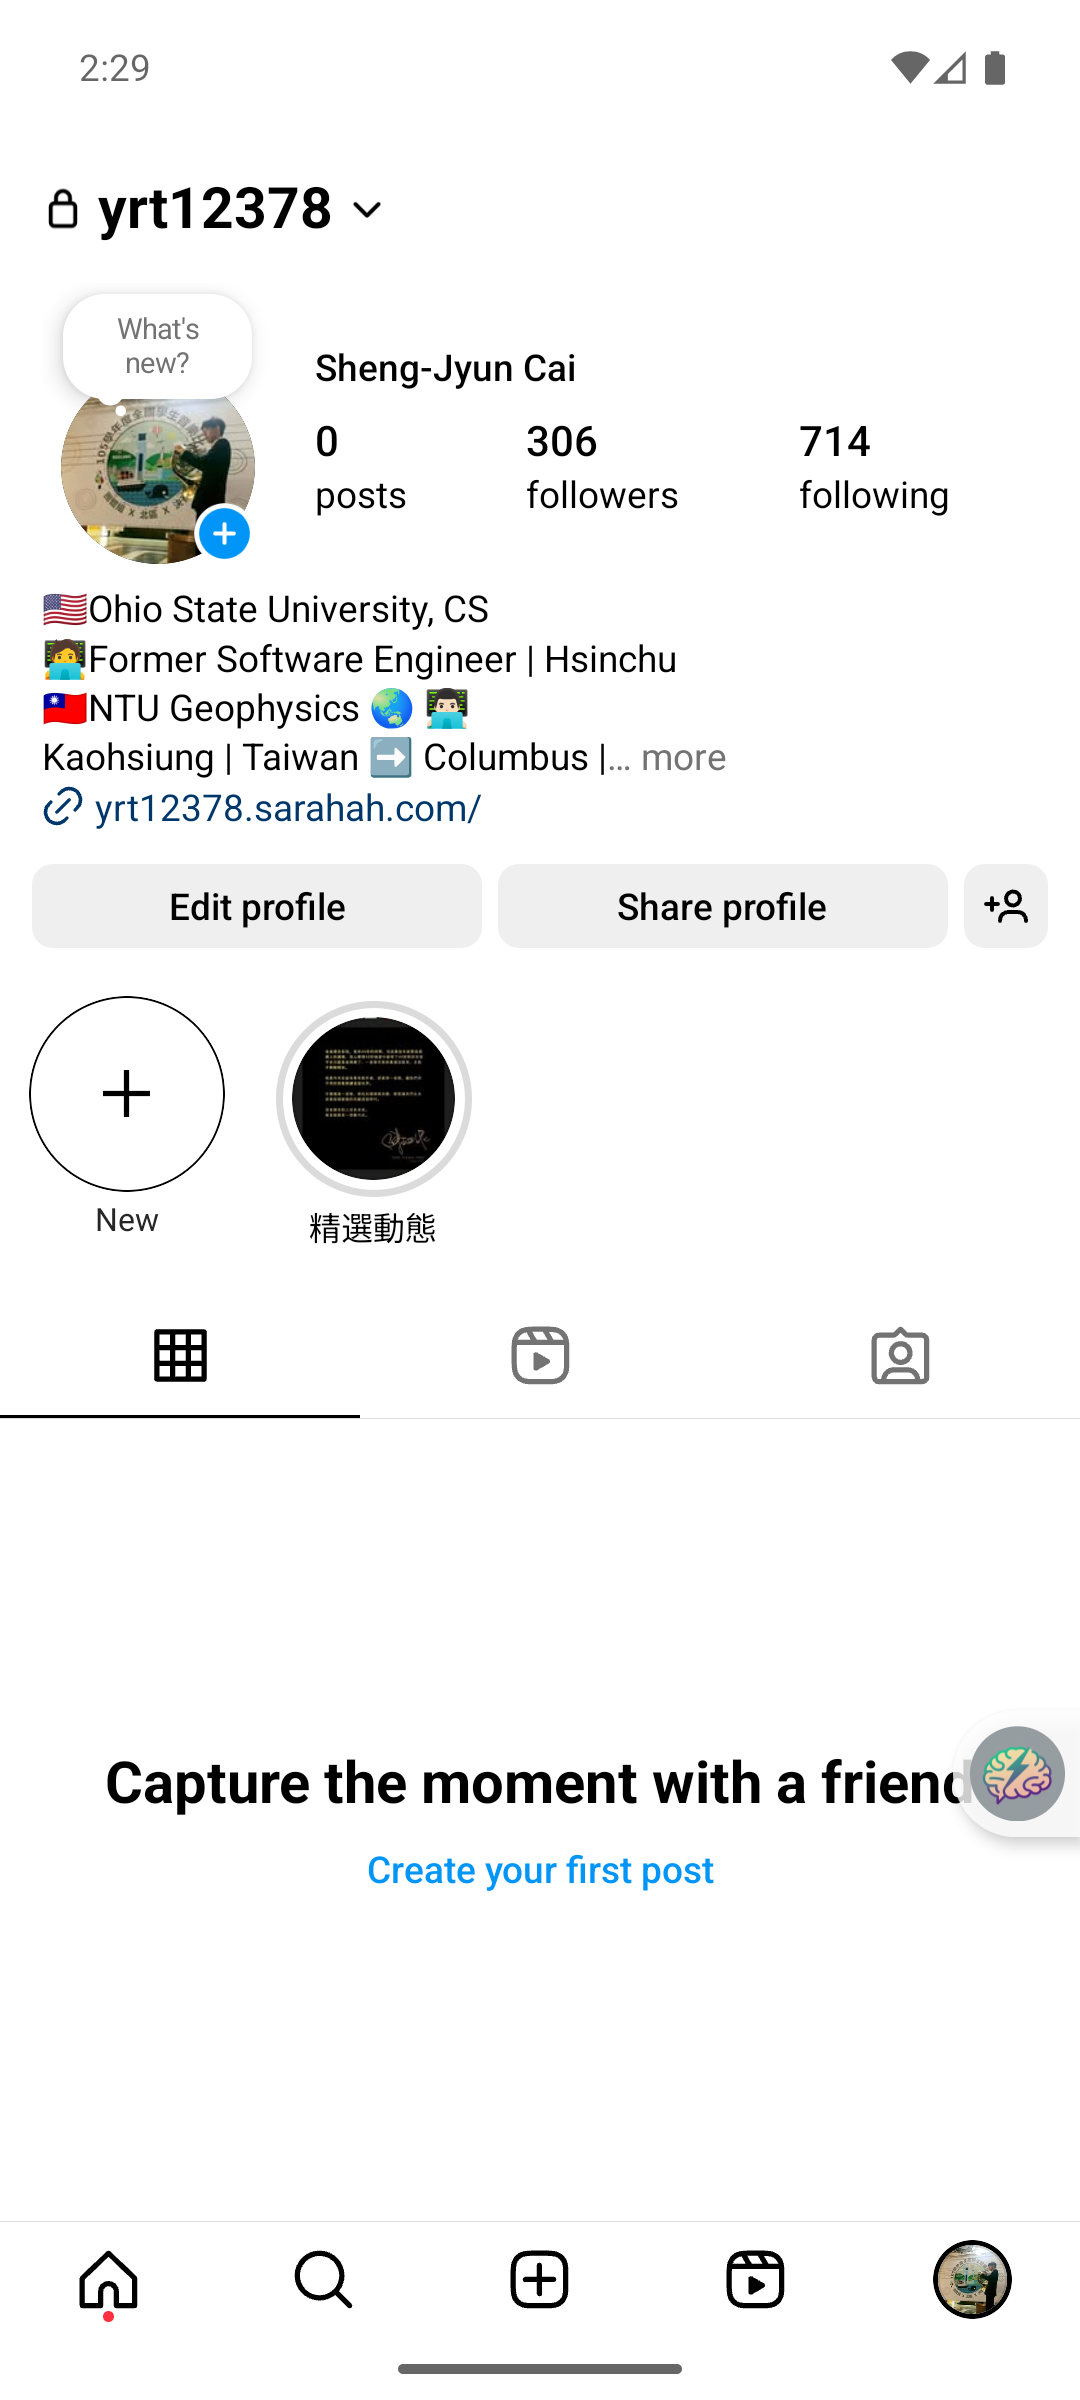 2:29
yrt12378
What's
new?
Sheng-Jyun Cai
0
306
714
posts
followers
following
🇺🇸Ohio State University, CS
🧑‍💻Former Software Engineer | Hsinchu
🇹🇼NTU Geophysics 🌏 👨🏻‍💻
Kaohsiung | Taiwan ➡️ Columbus |... more
yrt12378.sarahah.com/
Edit profile
Share profile
New
精選動態
Capture the moment with a friend
Create your first post